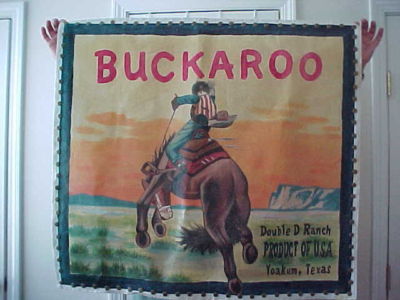 BUCKAROO
Double D Ranch
PRODUCT OF U.S.A.
Yoakum, Texas